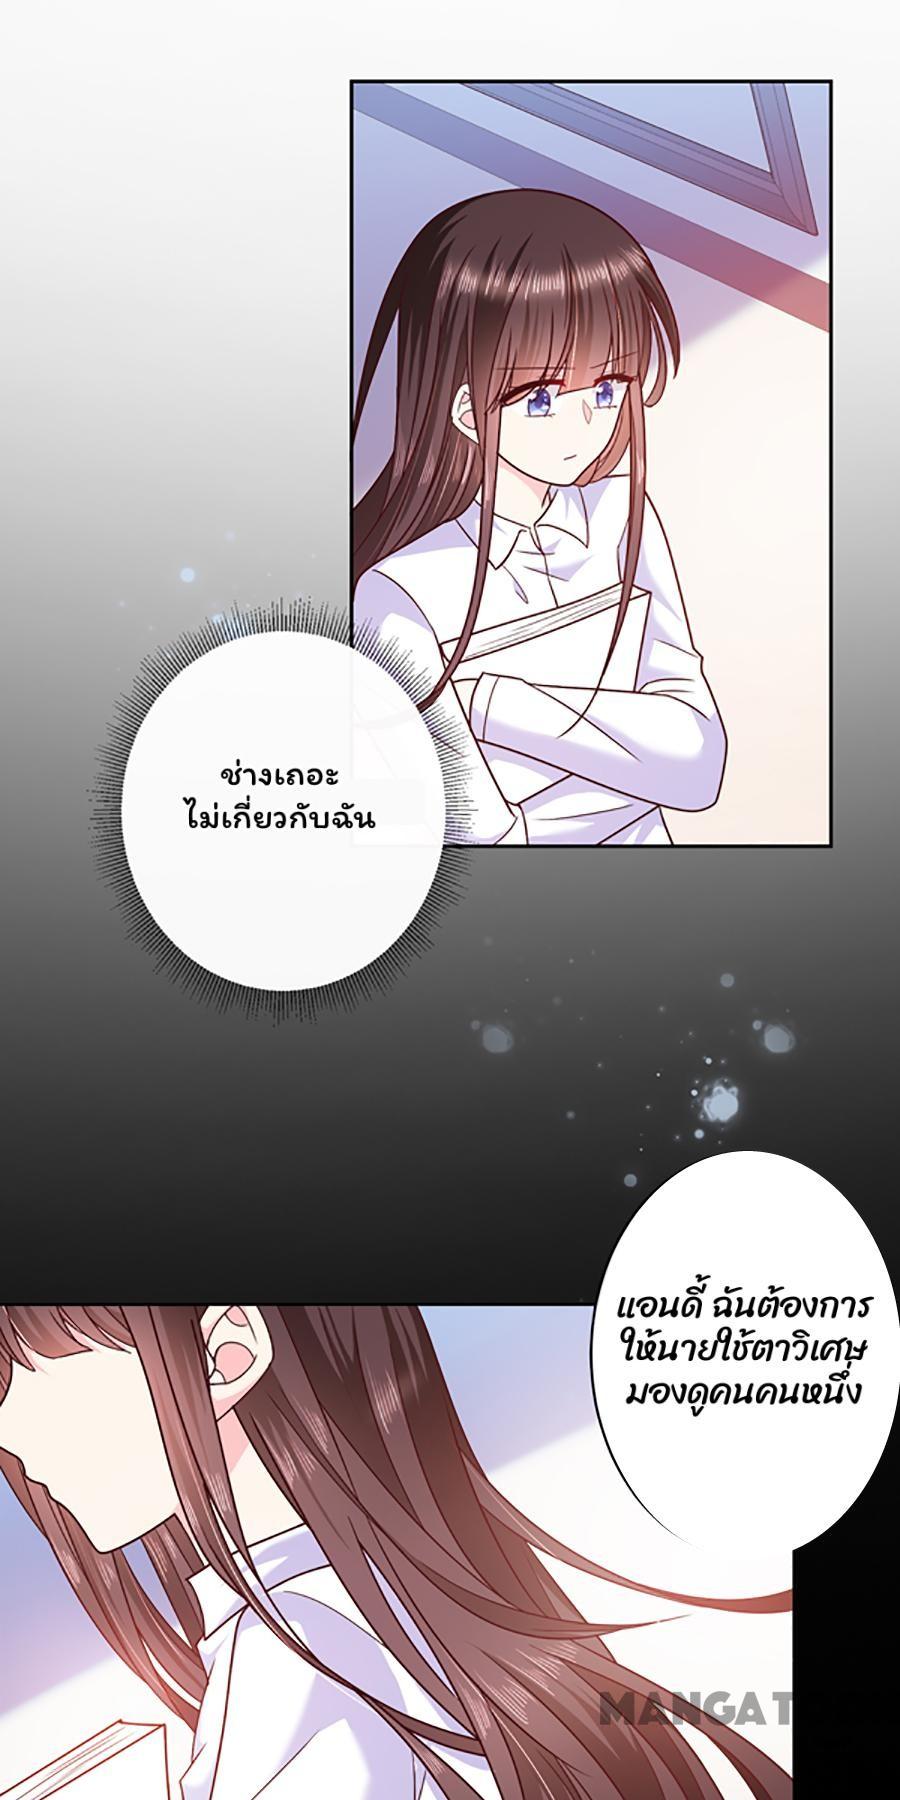 ช่างเถอะ
ไม่เกี่ยวกับฉัน
แอนดี้ ฉันต้องการ
ให้นายใช้ตาวิเศษ
มองดูคนคนหนึ่ง